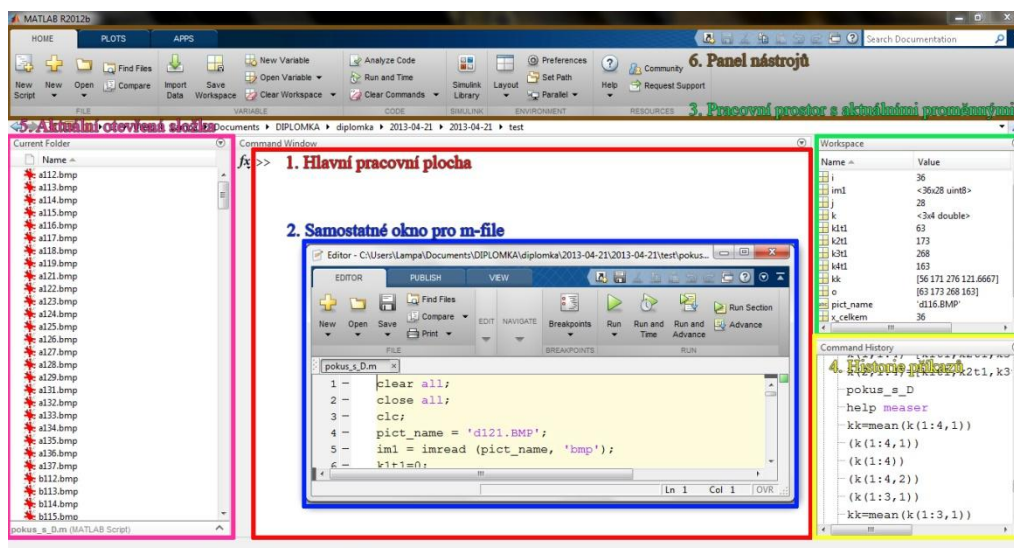 MATLAB R2012b
HOME PLOTS APPS
Search Documentation
New Script
New
Open
Find Files
Compare
Import Data
Save Workspace
New Variable
Open Variable
Clear Workspace
Analyze Code
Run and Time
Clear Commands
Simulink Library
Layout
Preferences
Set Path
Parallel
Help
Community
Request Support
6. Panel nástrojů
FILE VARIABLE CODE SIMULINK ENVIRONMENT RESOURCES
3. Pracovní prostor s aktuálními proměnnými
5. Aktuální otevřená složka
Documents DIPLOMKA diplomka 2013-04-21 2013-04-21 test
Current Folder
Name
a112.bmp
a113.bmp
a114.bmp
a115.bmp
a116.bmp
a117.bmp
a118.bmp
a119.bmp
a121.bmp
a122.bmp
a123.bmp
a124.bmp
a125.bmp
a126.bmp
a127.bmp
a128.bmp
a129.bmp
a131.bmp
a132.bmp
a133.bmp
a134.bmp
a135.bmp
a136.bmp
a137.bmp
b112.bmp
b113.bmp
b114.bmp
b115.bmp
pokus_s_D.m (MATLAB Script)
Command Window
fx >>
1. Hlavní pracovní plocha
2. Samostatné okno pro m-file
Editor - C:\Users\Lampa\Documents\DIPLOMKA\diplomka\2013-04-21\2013-04-21\test\pokus...
EDITOR PUBLISH VIEW
New
Open
Save
Find Files
Compare
Print
EDIT
NAVIGATE
Breakpoints
Run
Run and Time
Run and Advance
Run Section
Advance
FILE BREAKPOINTS RUN
pokus_s_D.m
1 clear all;
2 close all;
3 clc;
4 pict_name = 'd121.BMP';
5 im1 = imread (pict_name, 'bmp');
6 k1t1=0;
Ln 1 Col 1 OVR
Workspace
Name Value
i 36
im1 <36x28 uint8>
j 28
k <3x4 double>
k1t1 63
k2t1 173
k3t1 268
k4t1 163
kk [56 171 276 121.6667]
o [63 173 268 163]
pict_name 'd116.BMP'
x_celkem 36
Command History
4. Historie příkazů
pokus_s_D
help measer
kk=mean(k(1:4,1))
(k(1:4,1))
(k(1:4))
(k(1:4,2))
(k(1:3,1))
kk=mean(k(1:3,1))